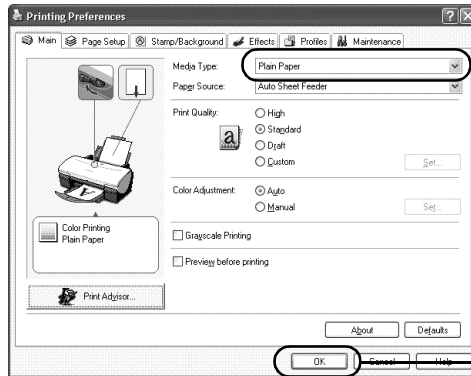 Printing Preferences
Main Page Setup Stamp/Background Effects Profiles Maintenance
Media Type: Plain Paper
Paper Source: Auto Sheet Feeder
Print Quality: High
Standard
a
Draft
Custom Set...
Color Adjustment: Auto
Manual Set...
Color Printing
Plain Paper
Grayscale Printing
Preview before printing
Print Advisor...
About Defaults
OK Cancel Help